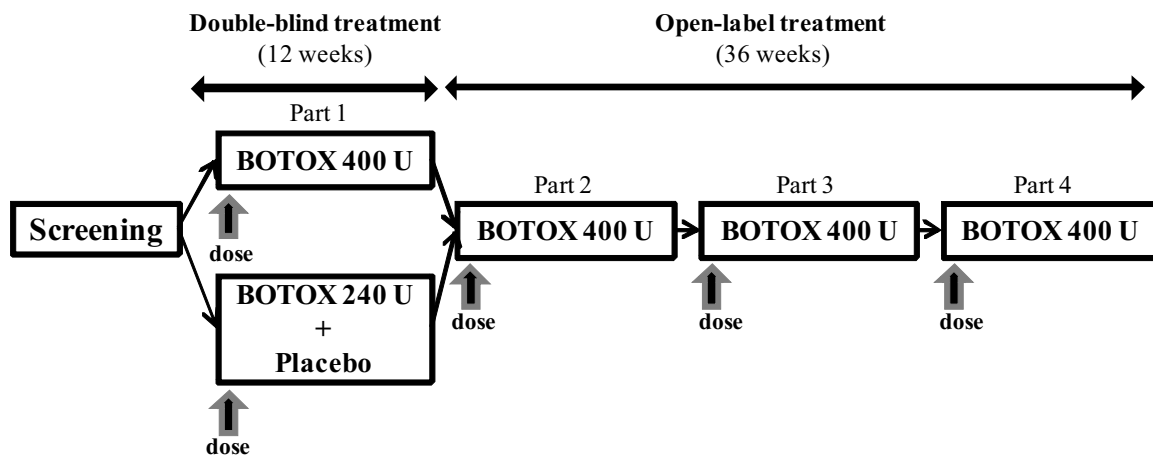 Double-blind treatment
(12 weeks)
Open-label treatment
(36 weeks)
Part 1
BOTOX 400 U
dose
Screening
BOTOX 240 U
+
Placebo
dose
Part 2
BOTOX 400 U
dose
Part 3
BOTOX 400 U
dose
Part 4
BOTOX 400 U
dose